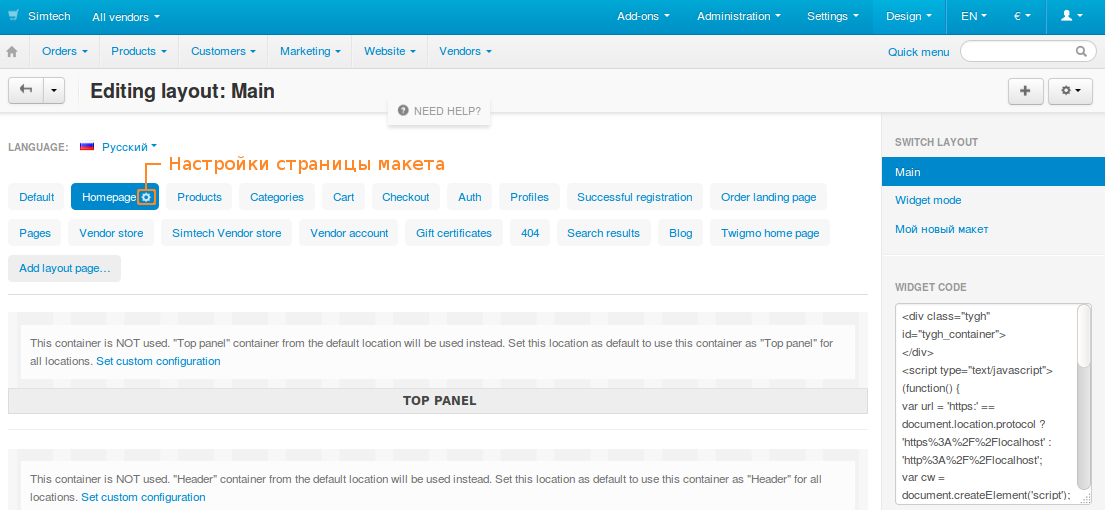 Simtech All vendors Add-ons Administration Settings Design EN €
Orders Products Customers Marketing Website Vendors Quick menu
Editing layout: Main
NEED HELP?
LANGUAGE: Русский
Настройки страницы макета
Default Homepage Products Categories Cart Checkout Auth Profiles Successful registration Order landing page
Pages Vendor store Simtech Vendor store Vendor account Gift certificates 404 Search results Blog Twigmo home page
Add layout page...
This container is NOT used. "Top panel" container from the default location will be used instead. Set this location as default to use this container as "Top panel" for
all locations. Set custom configuration
TOP PANEL
This container is NOT used. "Header" container from the default location will be used instead. Set this location as default to use this container as "Header" for all
locations. Set custom configuration
SWITCH LAYOUT
Main
Widget mode
Мой новый макет
WIDGET CODE
<div class="tygh"
id="tygh_container">
</div>
<script type="text/javascript">
(function() {
var url = 'https:' ==
document.location.protocol ?
'https%3A%2F%2Flocalhost' :
'http%3A%2F%2Flocalhost';
var cw =
document.createElement('script');